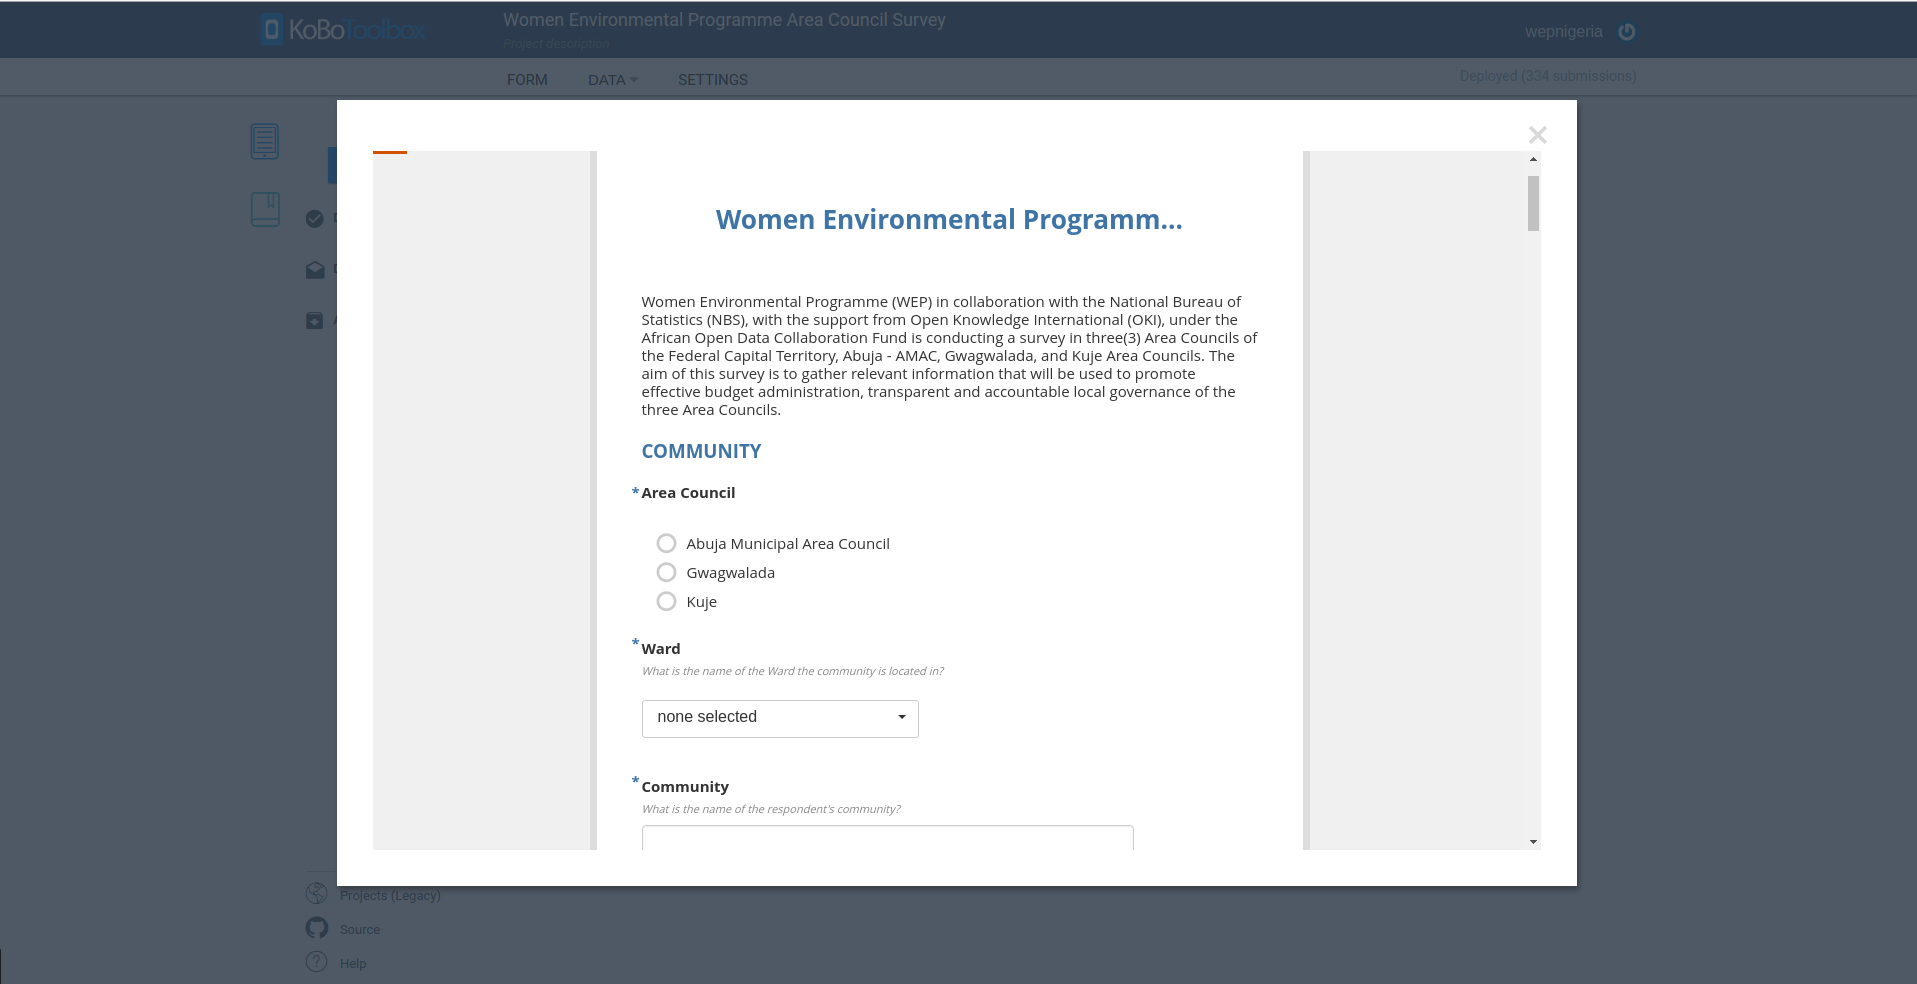 KoBoToolbox
Women Environmental Programme Area Council Survey
Project description
wepnigeria
FORM
DATA
SETTINGS
Deployed (334 submissions)
Women Environmental Programm...
Women Environmental Programme (WEP) in collaboration with the National Bureau of
Statistics (NBS), with the support from Open Knowledge International (OKI), under the
African Open Data Collaboration Fund is conducting a survey in three(3) Area Councils of
the Federal Capital Territory, Abuja - AMAC, Gwagwalada, and Kuje Area Councils. The
aim of this survey is to gather relevant information that will be used to promote
effective budget administration, transparent and accountable local governance of the
three Area Councils.
COMMUNITY
* Area Council
Abuja Municipal Area Council
Gwagwalada
Kuje
* Ward
What is the name of the Ward the community is located in?
none selected
* Community
What is the name of the respondent's community?
Projects (Legacy)
Source
Help